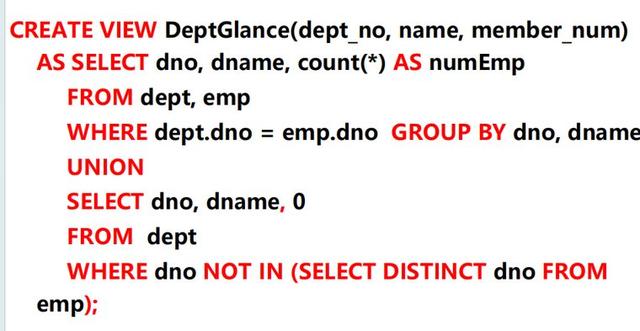 CREATE VIEW DeptGlance(dept_no, name, member_num)
AS SELECT dno, dname, count(*) AS numEmp
FROM dept, emp
WHERE dept.dno = emp.dno GROUP BY dno, dname
UNION
SELECT dno, dname, 0
FROM dept
WHERE dno NOT IN (SELECT DISTINCT dno FROM
emp);